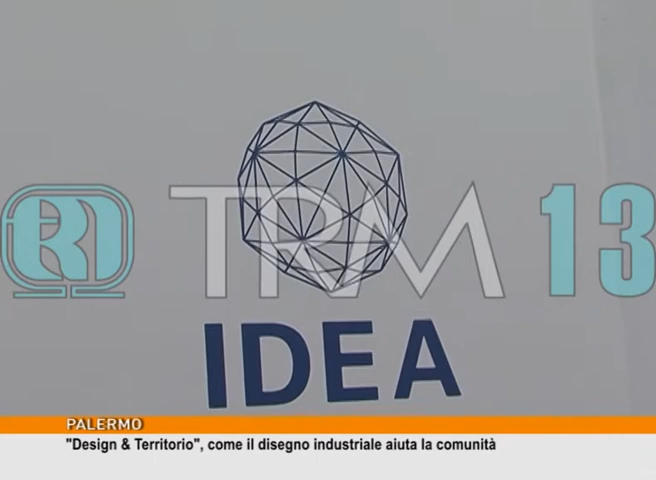 TRM 13
IDEA
PALERMO
"Design & Territorio", come il disegno industriale aiuta la comunità